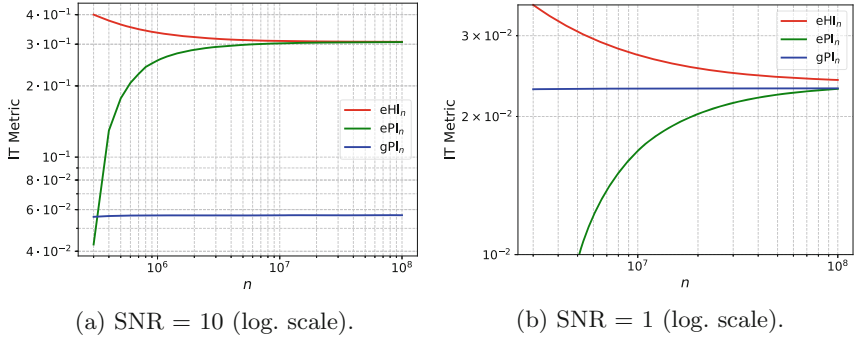 4 · 10⁻¹
3 · 10⁻¹
2 · 10⁻¹
10⁻¹
8 · 10⁻²
6 · 10⁻²
4 · 10⁻²
IT Metric
eHIₙ
ePIₙ
gPIₙ
10⁶
10⁷
10⁸
n
(a) SNR = 10 (log. scale).
3 × 10⁻²
2 × 10⁻²
10⁻²
IT Metric
eHIₙ
ePIₙ
gPIₙ
10⁷
10⁸
n
(b) SNR = 1 (log. scale).